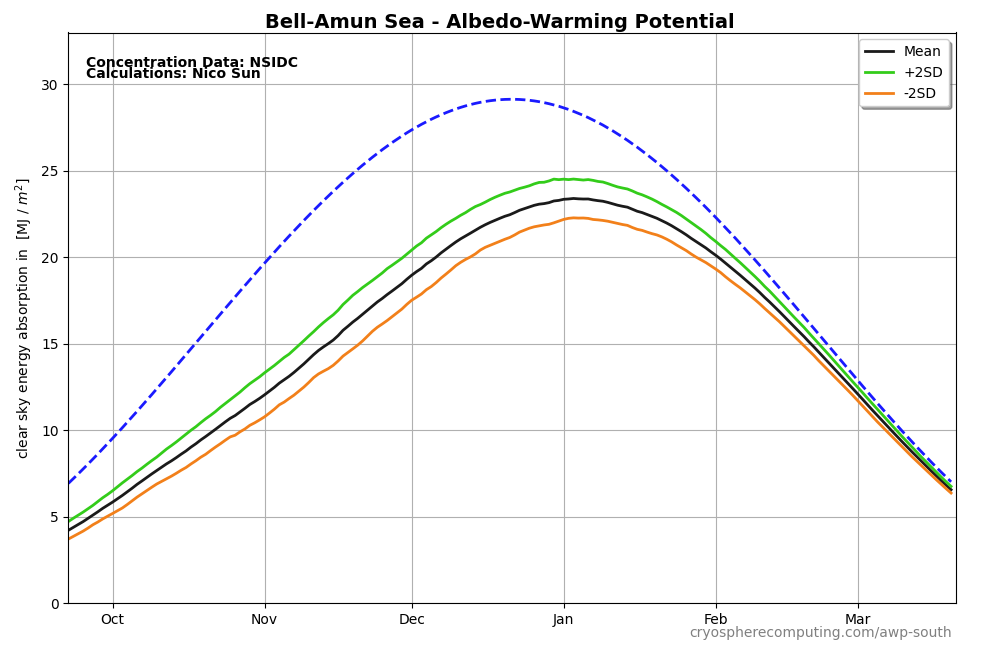 Bell-Amun Sea - Albedo-Warming Potential
Concentration Data: NSIDC
Calculations: Nico Sun
Mean
+2SD
-2SD
clear sky energy absorption in [MJ / m²]
30
25
20
15
10
5
0
Oct Nov Dec Jan Feb Mar
cryospherecomputing.com/awp-south